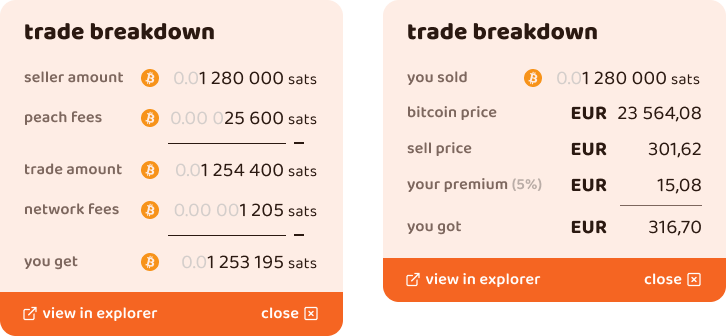 trade breakdown
seller amount 0.01 280 000 sats
peach fees 0.00 025 600 sats
trade amount 0.01 254 400 sats
network fees 0.00 001 205 sats
you get 0.01 253 195 sats
view in explorer close
trade breakdown
you sold 0.01 280 000 sats
bitcoin price EUR 23 564,08
sell price EUR 301,62
your premium (5%) EUR 15,08
you got EUR 316,70
view in explorer close